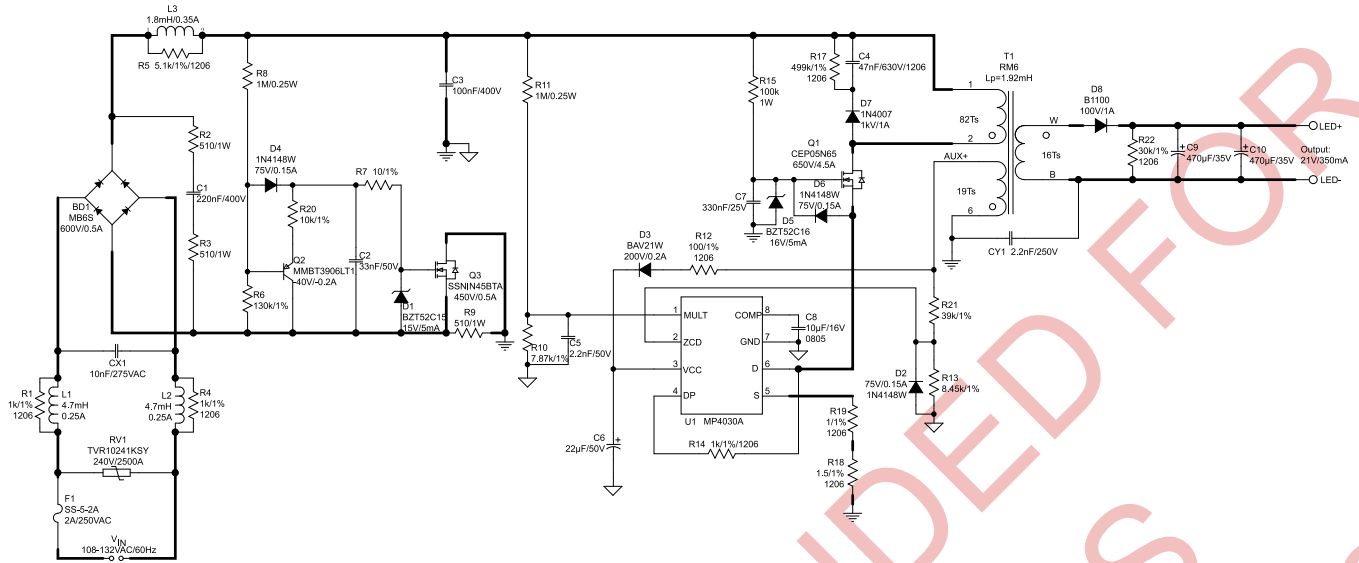 L3
1.8mH/0.35A
R5 5.1k/1%/1206
R8
1M/0.25W
C3
100nF/400V
R11
1M/0.25W
R15
100k
1W
R17
499k/1%
1206
C4
47nF/630V/1206
D7
1N4007
1kV/1A
T1
RM6
Lp=1.92mH
1
82Ts
2
AUX+
19Ts
6
W
16Ts
B
D8
B1100
100V/1A
R22
30k/1%
1206
C9
470µF/35V
C10
470µF/35V
LED+
Output:
21V/350mA
LED-
CY1 2.2nF/250V
R2
510/1W
C1
220nF/400V
R3
510/1W
BD1
MB6S
600V/0.5A
D4
1N4148W
75V/0.15A
R7 10/1%
R20
10k/1%
Q2
MMBT3906LT1
-40V/-0.2A
C2
33nF/50V
R6
130k/1%
D1
BZT52C15
15V/5mA
Q3
SSNIN45BTA
450V/0.5A
R9
510/1W
Q1
CEP05N65
650V/4.5A
D6
1N4148W
75V/0.15A
C7
330nF/25V
D5
BZT52C16
16V/5mA
D3
BAV21W
200V/0.2A
R12
100/1%
1206
R10
7.87k/1%
C5
2.2nF/50V
1 MULT COMP 8
2 ZCD GND 7
3 VCC D 6
4 DP S 5
U1 MP4030A
C8
10µF/16V
0805
R21
39k/1%
D2
75V/0.15A
1N4148W
R13
8.45k/1%
R14 1k/1%/1206
C6
22µF/50V
R19
1/1%
1206
R18
1.5/1%
1206
CX1
10nF/275VAC
R1
1k/1%
1206
L1
4.7mH
0.25A
L2
4.7mH
0.25A
R4
1k/1%
1206
RV1
TVR10241KSY
240V/2500A
F1
SS-5-2A
2A/250VAC
VIN
108-132VAC/60Hz
NDED FOR
S